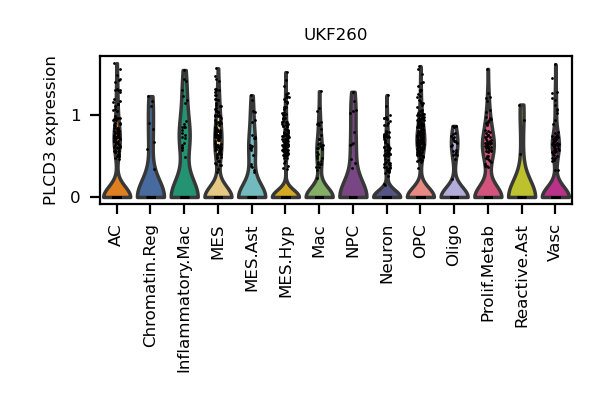 UKF260
PLCD3 expression
1
0
AC
Chromatin.Reg
Inflammatory.Mac
MES
MES.Ast
MES.Hyp
Mac
NPC
Neuron
OPC
Oligo
Prolif.Metab
Reactive.Ast
Vasc